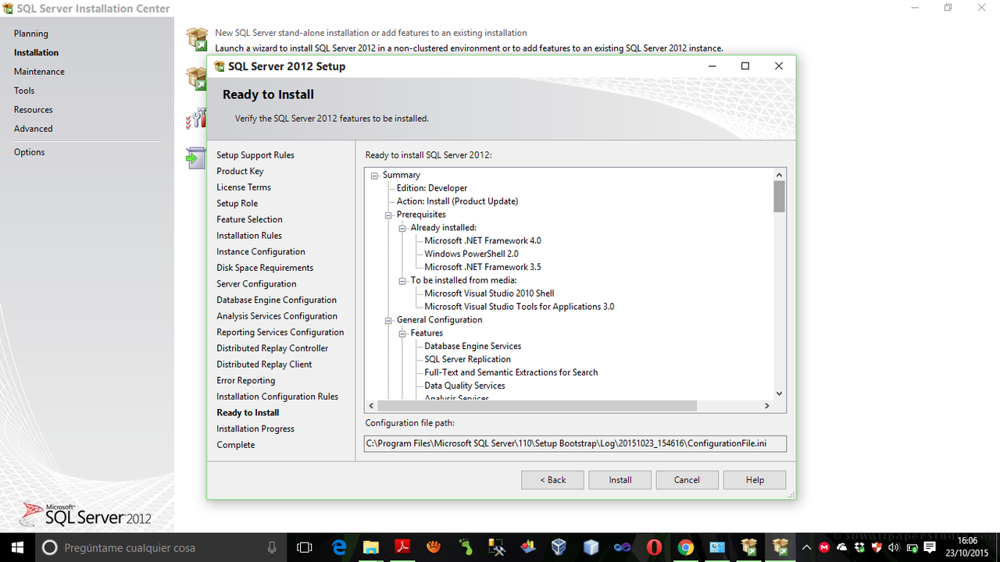 SQL Server Installation Center
Planning
Installation
Maintenance
Tools
Resources
Advanced
Options
New SQL Server stand-alone installation or add features to an existing installation
Launch a wizard to install SQL Server 2012 in a non-clustered environment or to add features to an existing SQL Server 2012 instance.
SQL Server 2012 Setup
Ready to Install
Verify the SQL Server 2012 features to be installed.
Setup Support Rules
Product Key
License Terms
Setup Role
Feature Selection
Installation Rules
Instance Configuration
Disk Space Requirements
Server Configuration
Database Engine Configuration
Analysis Services Configuration
Reporting Services Configuration
Distributed Replay Controller
Distributed Replay Client
Error Reporting
Installation Configuration Rules
Ready to Install
Installation Progress
Complete
Ready to install SQL Server 2012:
Summary
Edition: Developer
Action: Install (Product Update)
Prerequisites
Already installed:
Microsoft .NET Framework 4.0
Windows PowerShell 2.0
Microsoft .NET Framework 3.5
To be installed from media:
Microsoft Visual Studio 2010 Shell
Microsoft Visual Studio Tools for Applications 3.0
General Configuration
Features
Database Engine Services
SQL Server Replication
Full-Text and Semantic Extractions for Search
Data Quality Services
Analysis Services
Configuration file path:
C:\Program Files\Microsoft SQL Server\110\Setup Bootstrap\Log\20151023_154616\ConfigurationFile.ini
< Back
Install
Cancel
Help
Microsoft®
SQL Server 2012
Pregúntame cualquier cosa
16:06
23/10/2015